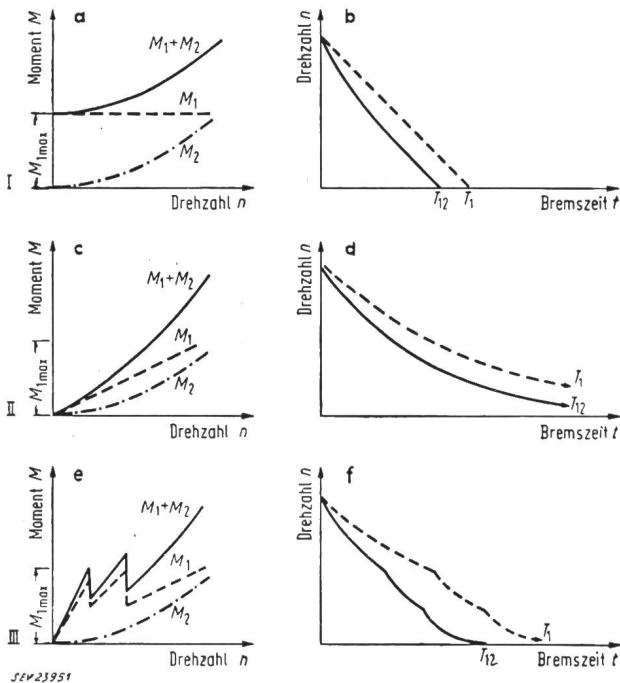 a
Moment M
M1+M2
M1
M2
M1max
I
Drehzahl n
b
Drehzahl n
T12
T1
Bremszeit t
c
Moment M
M1+M2
M1
M2
M1max
II
Drehzahl n
d
Drehzahl n
T1
T12
Bremszeit t
e
Moment M
M1+M2
M1
M2
M1max
III
Drehzahl n
f
Drehzahl n
T1
T12
Bremszeit t
SEV23951